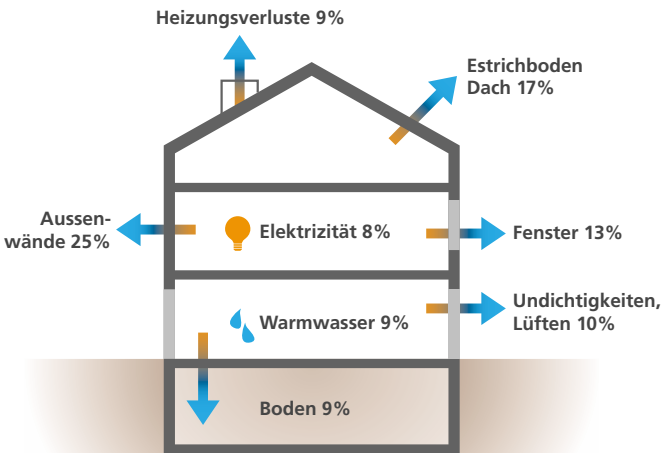 Heizungsverluste 9%
Estrichboden
Dach 17%
Aussen-
wände 25%
Elektrizität 8%
Fenster 13%
Undichtigkeiten,
Lüften 10%
Warmwasser 9%
Boden 9%